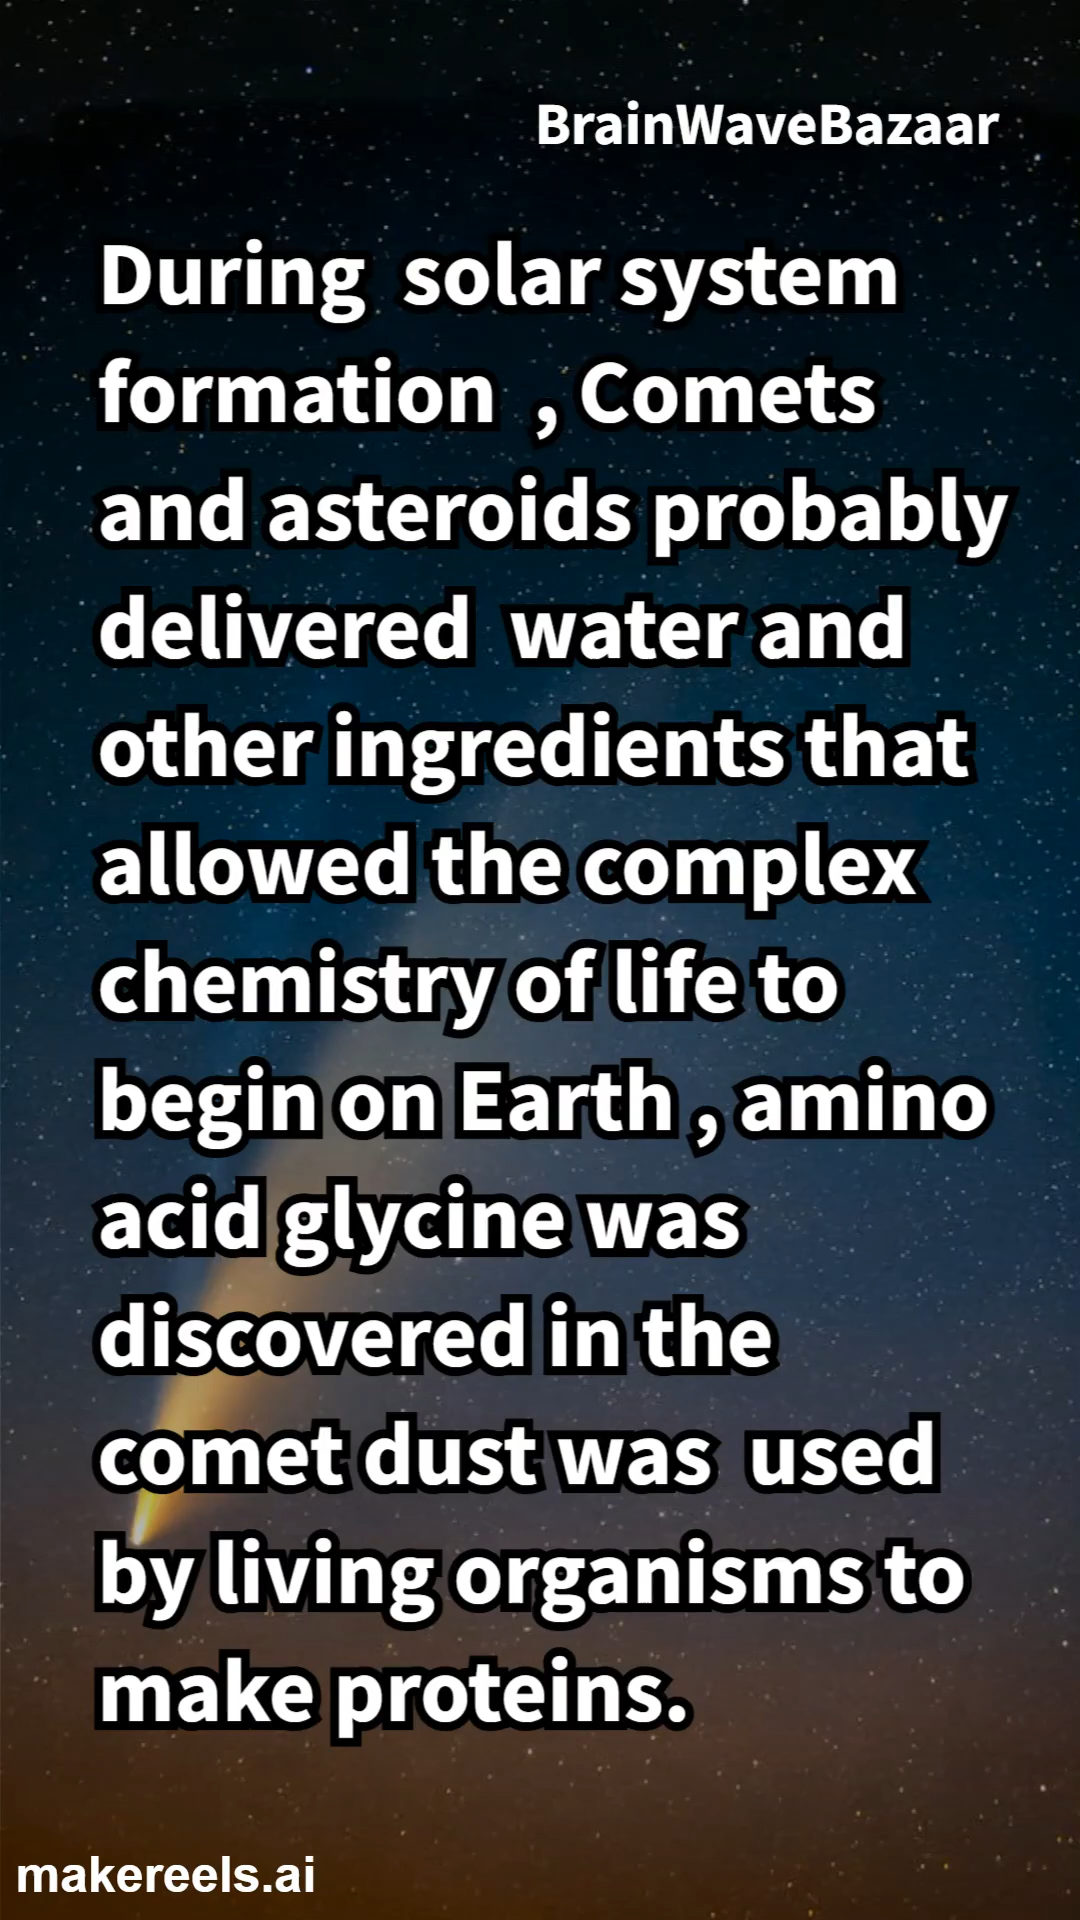 BrainWaveBazaar
During  solar system
formation  , Comets
and asteroids probably
delivered  water and
other ingredients that
allowed the complex
chemistry of life to
begin on Earth , amino
acid glycine was
discovered in the
comet dust was  used
by living organisms to
make proteins.
makereels.ai